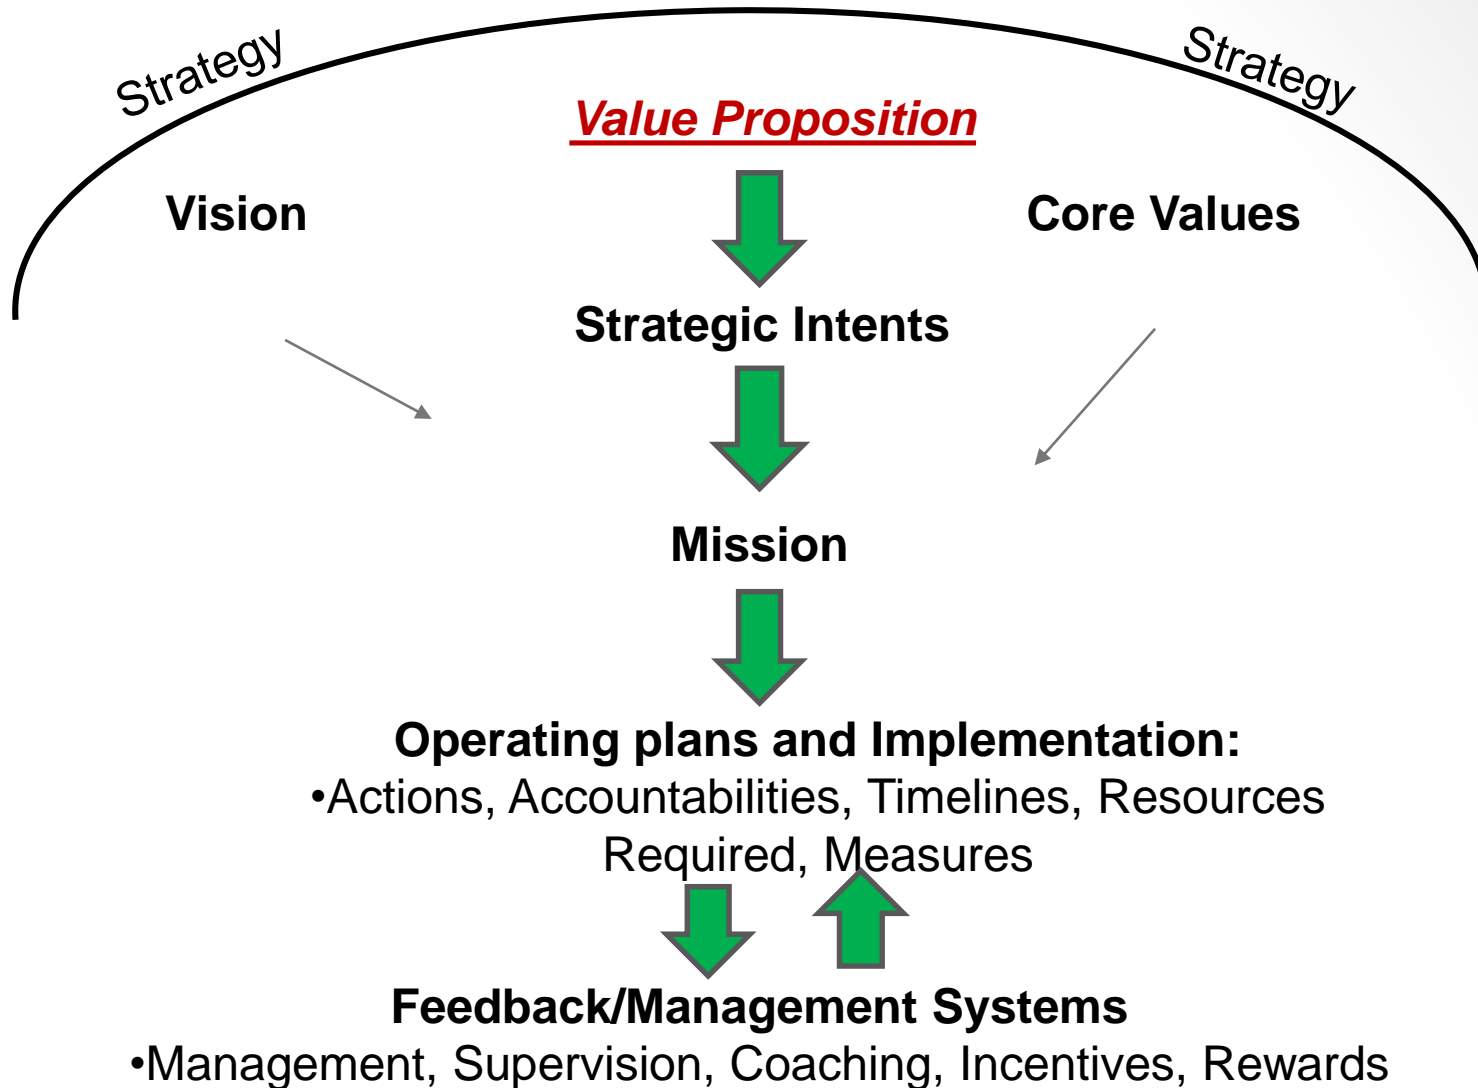 Strategy
Strategy
Value Proposition
Vision
Core Values
Strategic Intents
Mission
Operating plans and Implementation:
•Actions, Accountabilities, Timelines, Resources
Required, Measures
Feedback/Management Systems
•Management, Supervision, Coaching, Incentives, Rewards